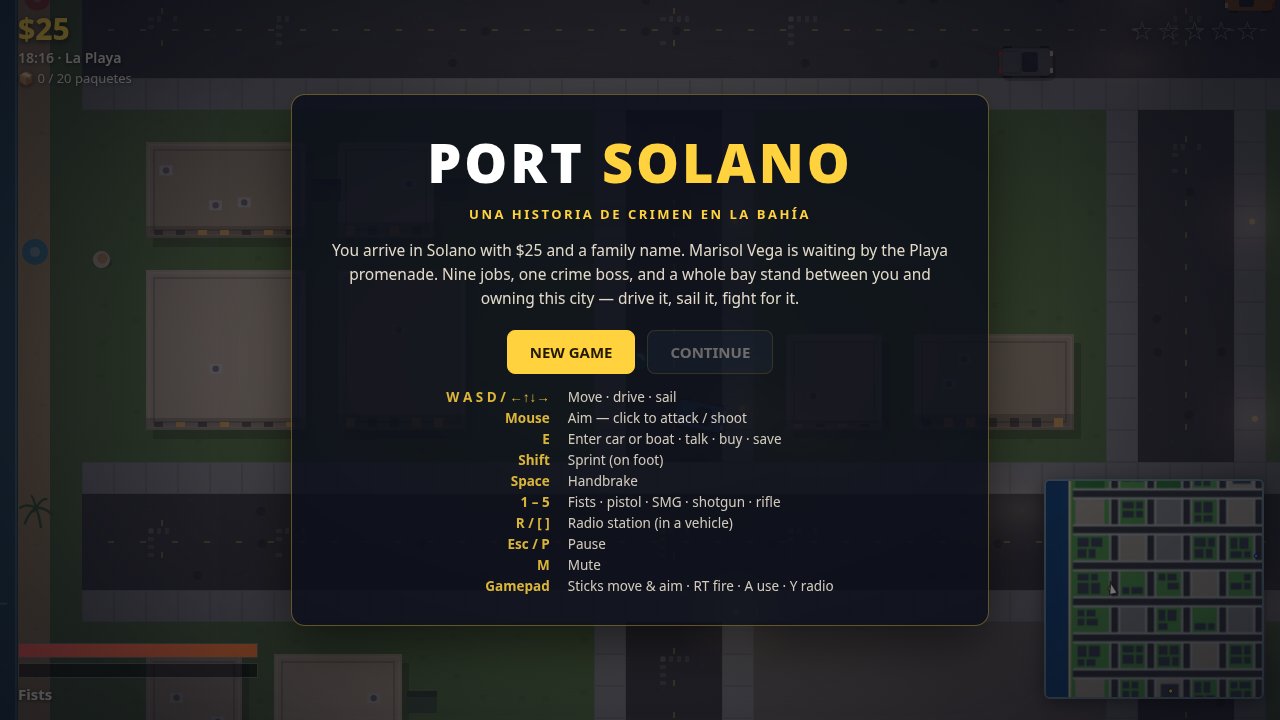 $25
18:16 · La Playa
0 / 20 paquetes
PORT SOLANO
UNA HISTORIA DE CRIMEN EN LA BAHÍA
You arrive in Solano with $25 and a family name. Marisol Vega is waiting by the Playa
promenade. Nine jobs, one crime boss, and a whole bay stand between you and
owning this city — drive it, sail it, fight for it.
NEW GAME CONTINUE
W A S D / ←↑↓→ Move · drive · sail
Mouse Aim — click to attack / shoot
E Enter car or boat · talk · buy · save
Shift Sprint (on foot)
Space Handbrake
1 – 5 Fists · pistol · SMG · shotgun · rifle
R / [ ] Radio station (in a vehicle)
Esc / P Pause
M Mute
Gamepad Sticks move & aim · RT fire · A use · Y radio
Fists